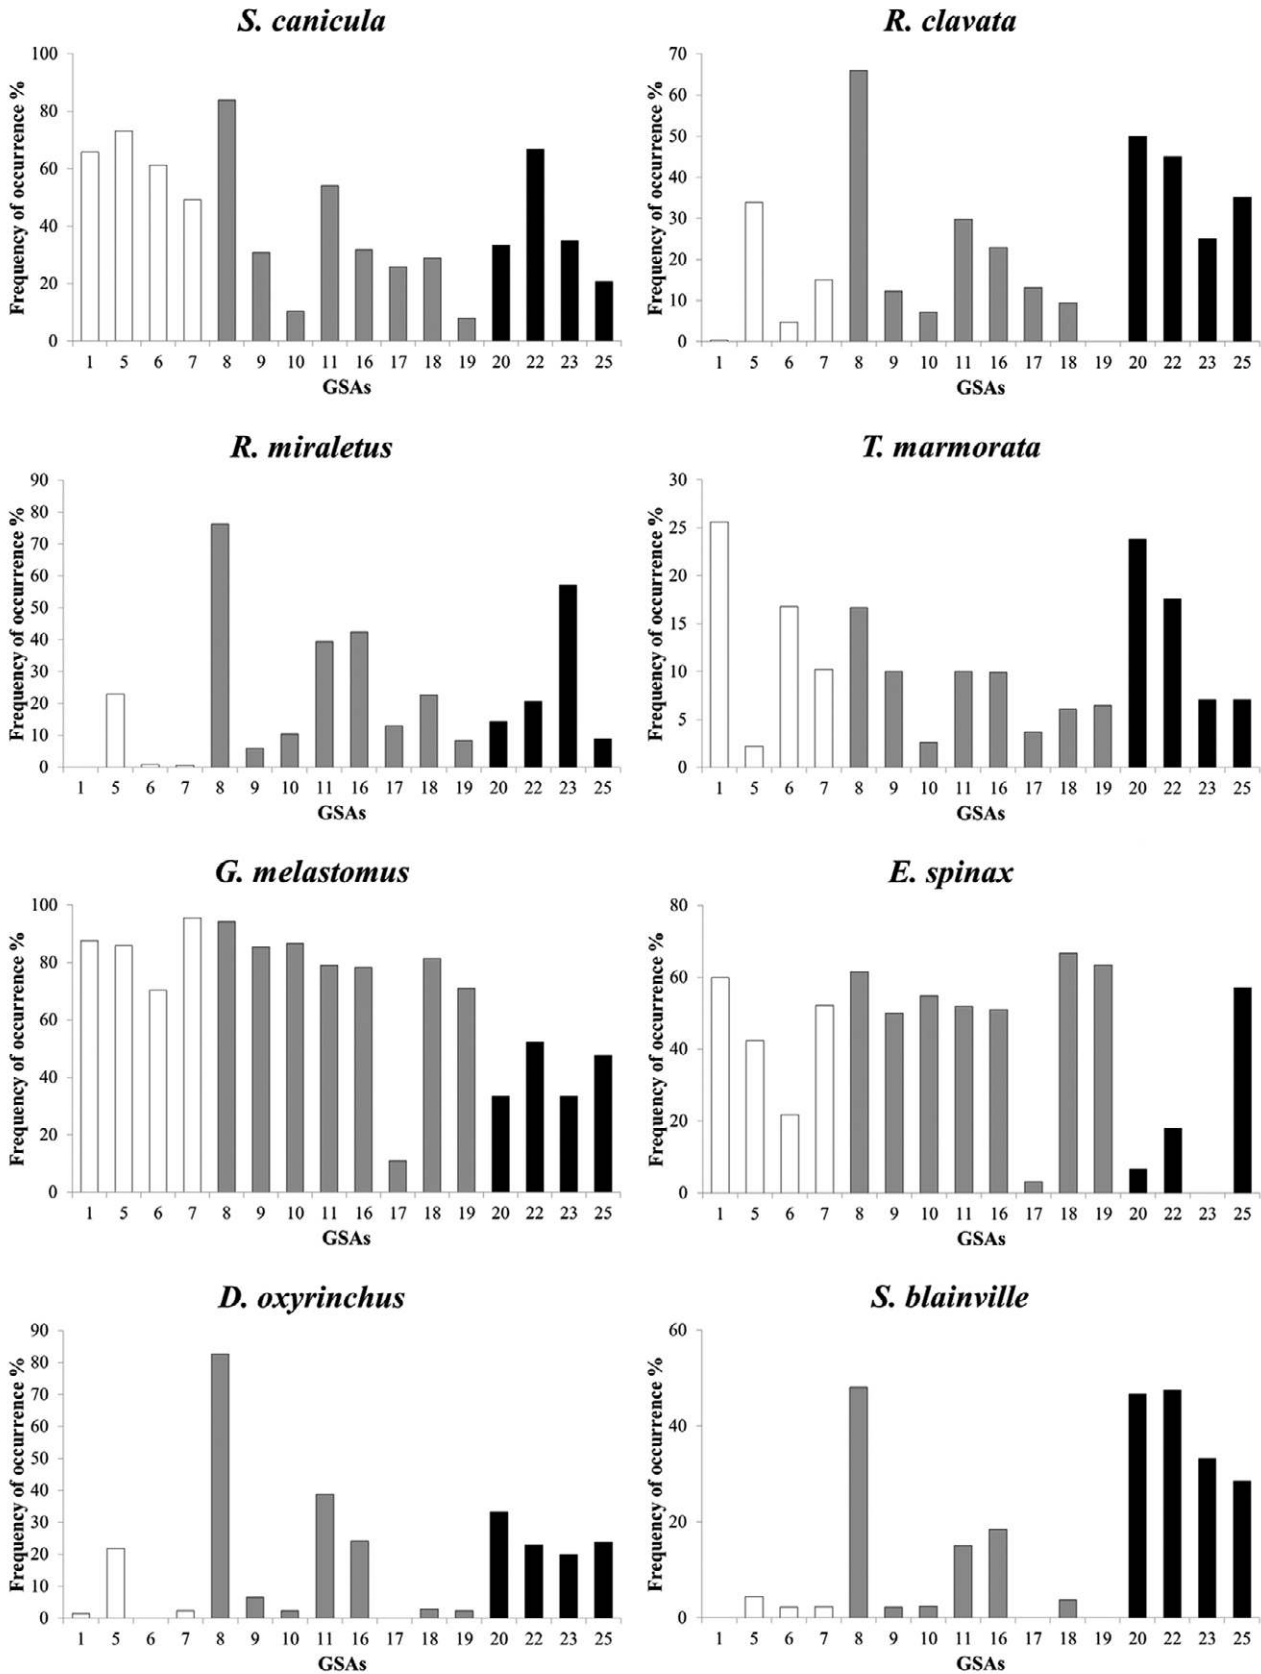 S. canicula
Frequency of occurrence %
100
80
60
40
20
0
1 5 6 7 8 9 10 11 16 17 18 19 20 22 23 25
GSAs
R. clavata
Frequency of occurrence %
70
60
50
40
30
20
10
0
1 5 6 7 8 9 10 11 16 17 18 19 20 22 23 25
GSAs
R. miraletus
Frequency of occurrence %
90
80
70
60
50
40
30
20
10
0
1 5 6 7 8 9 10 11 16 17 18 19 20 22 23 25
GSAs
T. marmorata
Frequency of occurrence %
30
25
20
15
10
5
0
1 5 6 7 8 9 10 11 16 17 18 19 20 22 23 25
GSAs
G. melastomus
Frequency of occurrence %
100
80
60
40
20
0
1 5 6 7 8 9 10 11 16 17 18 19 20 22 23 25
GSAs
E. spinax
Frequency of occurrence %
80
60
40
20
0
1 5 6 7 8 9 10 11 16 17 18 19 20 22 23 25
GSAs
D. oxyrinchus
Frequency of occurrence %
90
80
70
60
50
40
30
20
10
0
1 5 6 7 8 9 10 11 16 17 18 19 20 22 23 25
GSAs
S. blainville
Frequency of occurrence %
60
40
20
0
1 5 6 7 8 9 10 11 16 17 18 19 20 22 23 25
GSAs